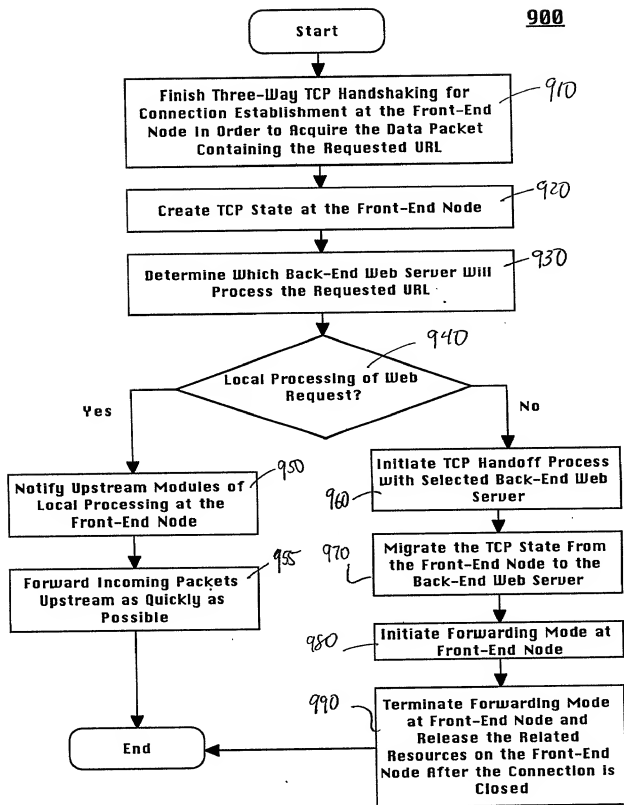 900
Start
Finish Three-Way TCP Handshaking for
Connection Establishment at the Front-End
Node In Order to Acquire the Data Packet
Containing the Requested URL
910
Create TCP State at the Front-End Node
920
Determine Which Back-End Web Server Will
Process the Requested URL
930
940
Local Processing of Web
Request?
Yes
No
Notify Upstream Modules of
Local Processing at the
Front-End Node
950
Initiate TCP Handoff Process
with Selected Back-End Web
Server
960
Forward Incoming Packets
Upstream as Quickly as
Possible
955
Migrate the TCP State From
the Front-End Node to the
Back-End Web Server
970
Initiate Forwarding Mode at
Front-End Node
980
Terminate Forwarding Mode
at Front-End Node and
Release the Related
Resources on the Front-End
Node After the Connection is
Closed
990
End